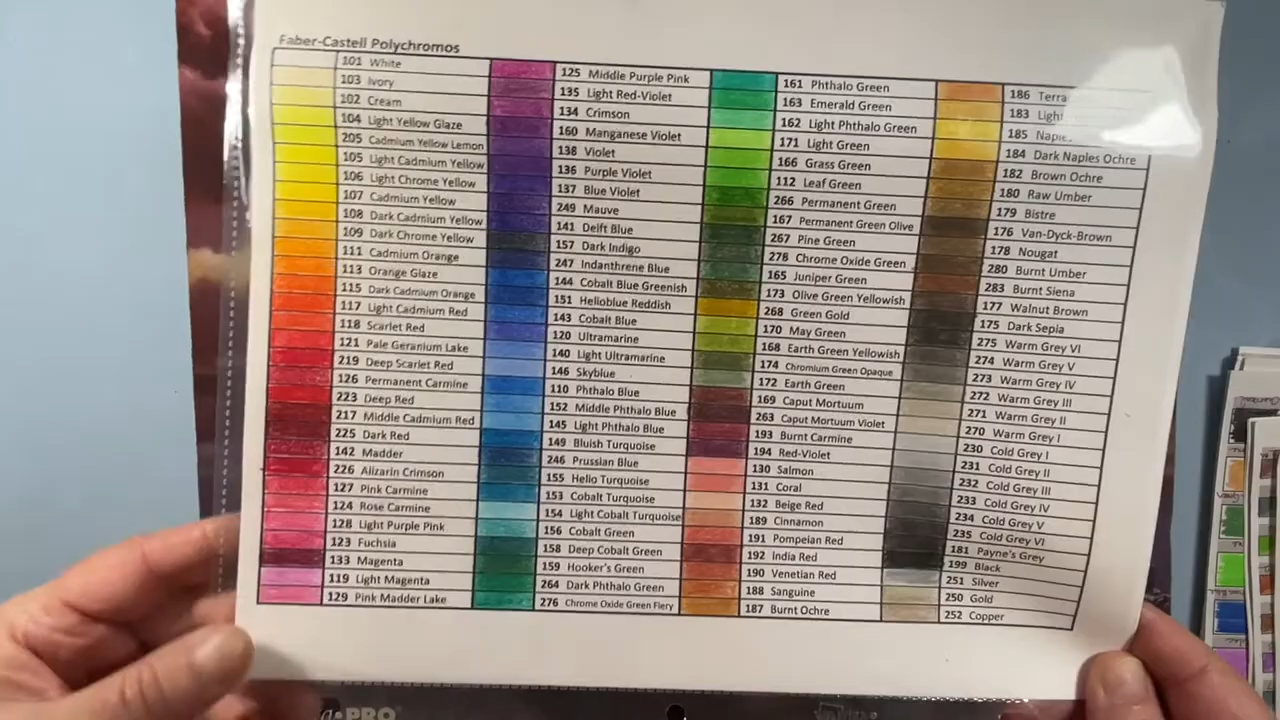 Faber-Castell Polychromos
101 White
103 Ivory
102 Cream
104 Light Yellow Glaze
205 Cadmium Yellow Lemon
105 Light Cadmium Yellow
106 Light Chrome Yellow
107 Cadmium Yellow
108 Dark Cadmium Yellow
109 Dark Chrome Yellow
111 Cadmium Orange
113 Orange Glaze
115 Dark Cadmium Orange
117 Light Cadmium Red
118 Scarlet Red
121 Pale Geranium Lake
219 Deep Scarlet Red
126 Permanent Carmine
223 Deep Red
217 Middle Cadmium Red
225 Dark Red
142 Madder
226 Alizarin Crimson
127 Pink Carmine
124 Rose Carmine
128 Light Purple Pink
123 Fuchsia
133 Magenta
119 Light Magenta
129 Pink Madder Lake
125 Middle Purple Pink
135 Light Red-Violet
134 Crimson
160 Manganese Violet
138 Violet
136 Purple Violet
137 Blue Violet
249 Mauve
141 Delft Blue
157 Dark Indigo
247 Indanthrene Blue
144 Cobalt Blue Greenish
151 Helioblue Reddish
143 Cobalt Blue
120 Ultramarine
140 Light Ultramarine
146 Skyblue
110 Phthalo Blue
152 Middle Phthalo Blue
145 Light Phthalo Blue
149 Bluish Turquoise
246 Prussian Blue
155 Helio Turquoise
153 Cobalt Turquoise
154 Light Cobalt Turquoise
156 Cobalt Green
158 Deep Cobalt Green
159 Hooker's Green
264 Dark Phthalo Green
276 Chrome Oxide Green Fiery
161 Phthalo Green
163 Emerald Green
162 Light Phthalo Green
171 Light Green
166 Grass Green
112 Leaf Green
266 Permanent Green
167 Permanent Green Olive
267 Pine Green
278 Chrome Oxide Green
165 Juniper Green
173 Olive Green Yellowish
268 Green Gold
170 May Green
168 Earth Green Yellowish
174 Chromium Green Opaque
172 Earth Green
169 Caput Mortuum
263 Caput Mortuum Violet
193 Burnt Carmine
194 Red-Violet
130 Salmon
131 Coral
132 Beige Red
189 Cinnamon
191 Pompeian Red
192 India Red
190 Venetian Red
188 Sanguine
187 Burnt Ochre
186 Terra
183 Light
185
184 Dark Naples Ochre
182 Brown Ochre
180 Raw Umber
179 Bistre
176 Van-Dyck-Brown
178 Nougat
280 Burnt Umber
283 Burnt Siena
177 Walnut Brown
175 Dark Sepia
275 Warm Grey VI
274 Warm Grey V
273 Warm Grey IV
272 Warm Grey III
271 Warm Grey II
270 Warm Grey I
230 Cold Grey I
231 Cold Grey II
232 Cold Grey III
233 Cold Grey IV
234 Cold Grey V
235 Cold Grey VI
181 Payne's Grey
199 Black
251 Silver
250 Gold
252 Copper
PRO